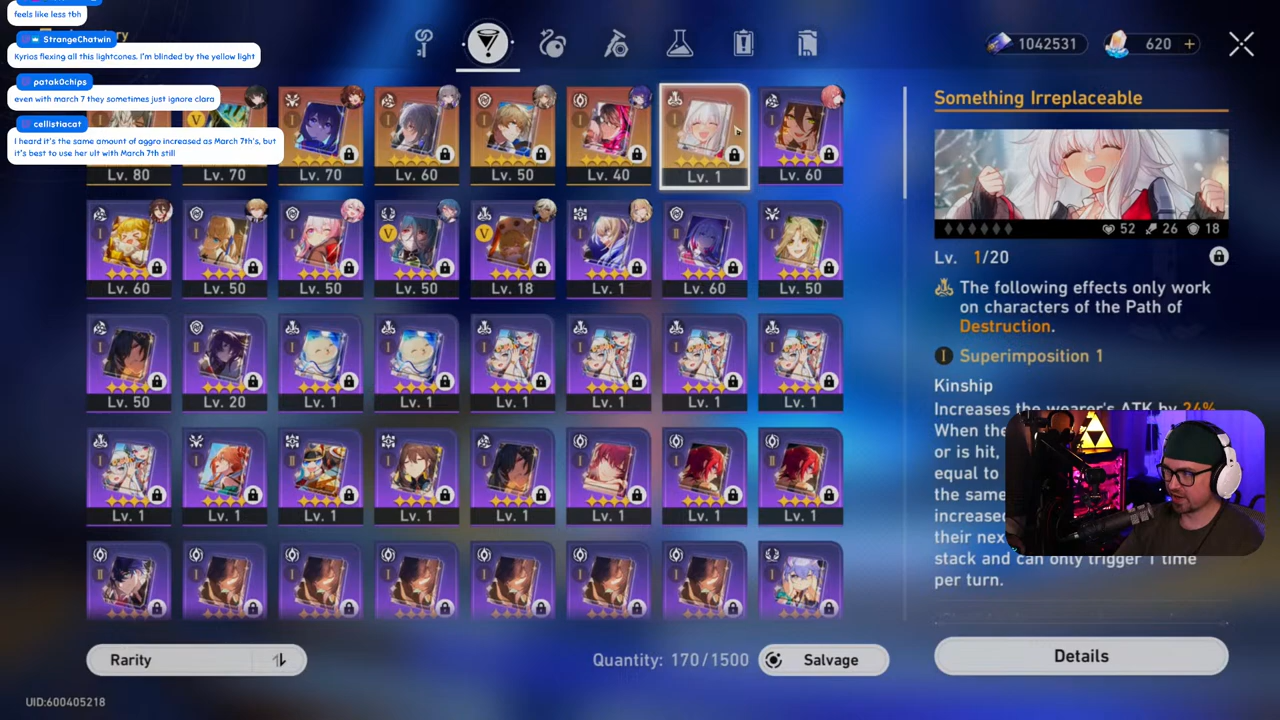 feels like less tbh
StrangeChatwin
Kyrios flexing all this lightcones. I'm blinded by the yellow light
patak0chips
even with march 7 they sometimes just ignore clara
cellistiacat
I heard it's the same amount of aggro increased as March 7th's, but
it's best to use her ult with March 7th still
1042531
620
Lv. 80
Lv. 70
Lv. 70
Lv. 60
Lv. 50
Lv. 40
Lv. 1
Lv. 60
Lv. 60
Lv. 50
Lv. 50
Lv. 50
Lv. 18
Lv. 1
Lv. 60
Lv. 50
Lv. 50
Lv. 20
Lv. 1
Lv. 1
Lv. 1
Lv. 1
Lv. 1
Lv. 1
Lv. 1
Lv. 1
Lv. 1
Lv. 1
Lv. 1
Lv. 1
Lv. 1
Lv. 1
Something Irreplaceable
52 26 18
Lv. 1/20
The following effects only work
on characters of the Path of
Destruction.
I Superimposition 1
Kinship
Increases the wearer's ATK by 24%
When the
or is hit,
equal to
the same
increased
their nex
stack and can only trigger 1 time
per turn.
Rarity
Quantity: 170/1500
Salvage
Details
UID:600405218